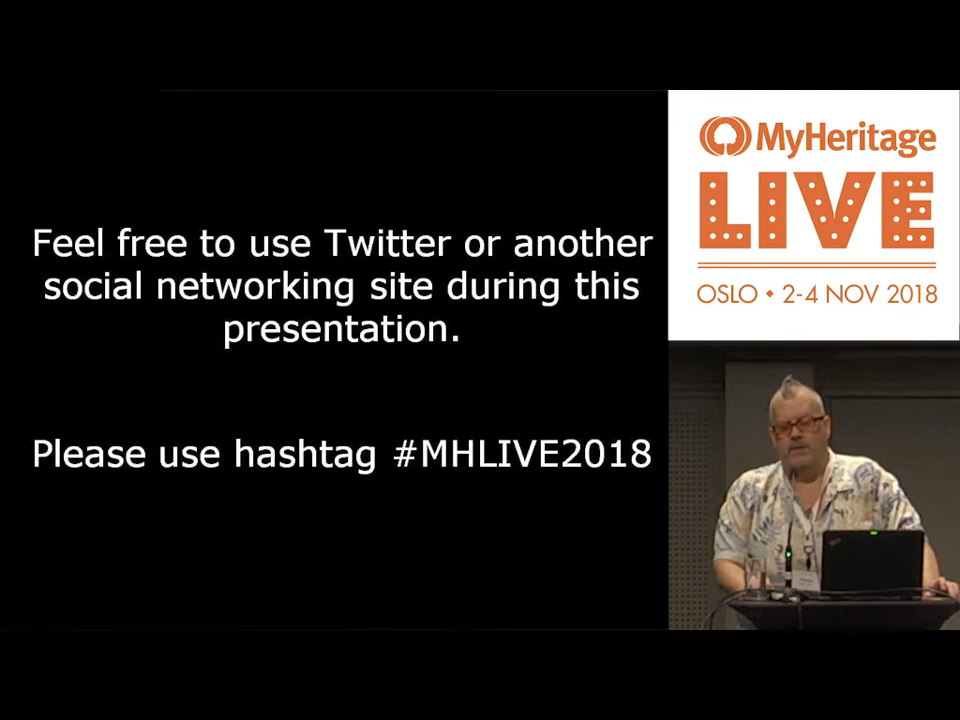 Feel free to use Twitter or another
social networking site during this
presentation.
Please use hashtag #MHLIVE2018
MyHeritage
LIVE
OSLO • 2-4 NOV 2018